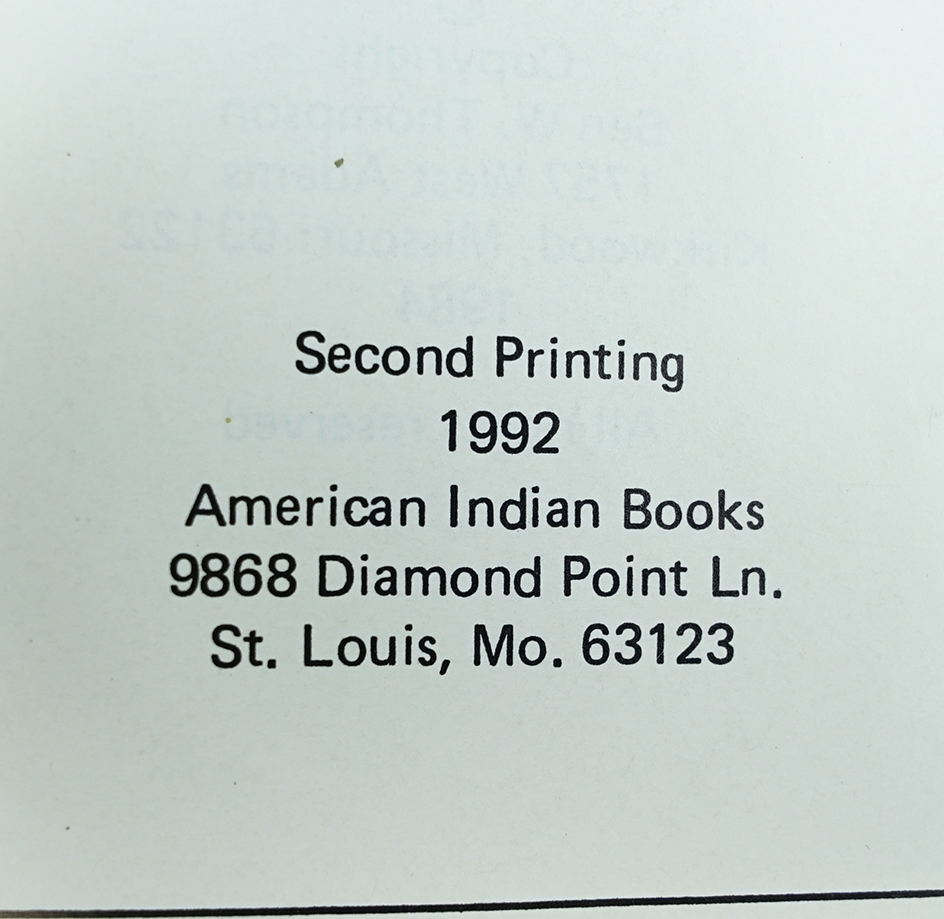 Second Printing
1992
American Indian Books
9868 Diamond Point Ln.
St. Louis, Mo. 63123